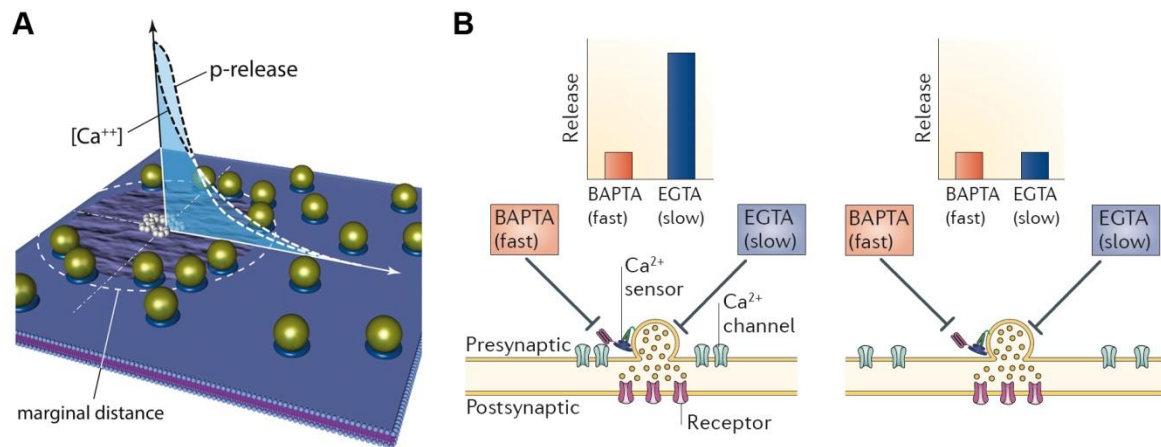 A
p-release
[Ca⁺⁺]
marginal distance
B
Release
BAPTA
(fast)
EGTA
(slow)
BAPTA
(fast)
EGTA
(slow)
Ca²⁺
sensor
Ca²⁺
channel
Presynaptic
Postsynaptic
Receptor
Release
BAPTA
(fast)
EGTA
(slow)
BAPTA
(fast)
EGTA
(slow)